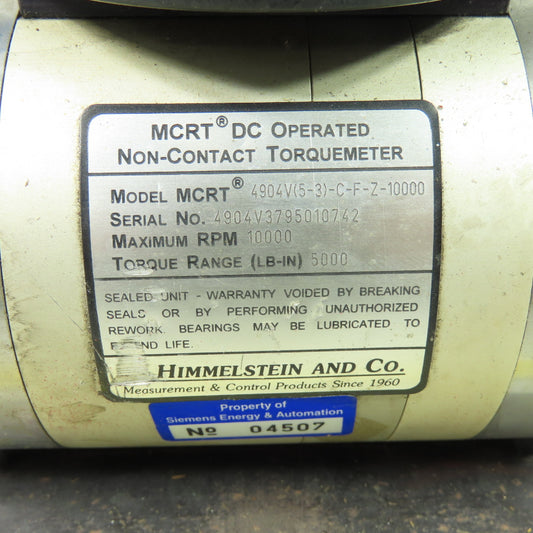 MCRT® DC OPERATED
NON-CONTACT TORQUEMETER
MODEL MCRT® 4904V(5-3)-C-F-Z-10000
SERIAL NO. 4904V3795010742
MAXIMUM RPM 10000
TORQUE RANGE (LB-IN) 5000
SEALED UNIT - WARRANTY VOIDED BY BREAKING
SEALS OR BY PERFORMING UNAUTHORIZED
REWORK. BEARINGS MAY BE LUBRICATED TO
LIFE.
HIMMELSTEIN AND CO.
Measurement & Control Products Since 1960
Property of
Siemens Energy & Automation
Nº 04507